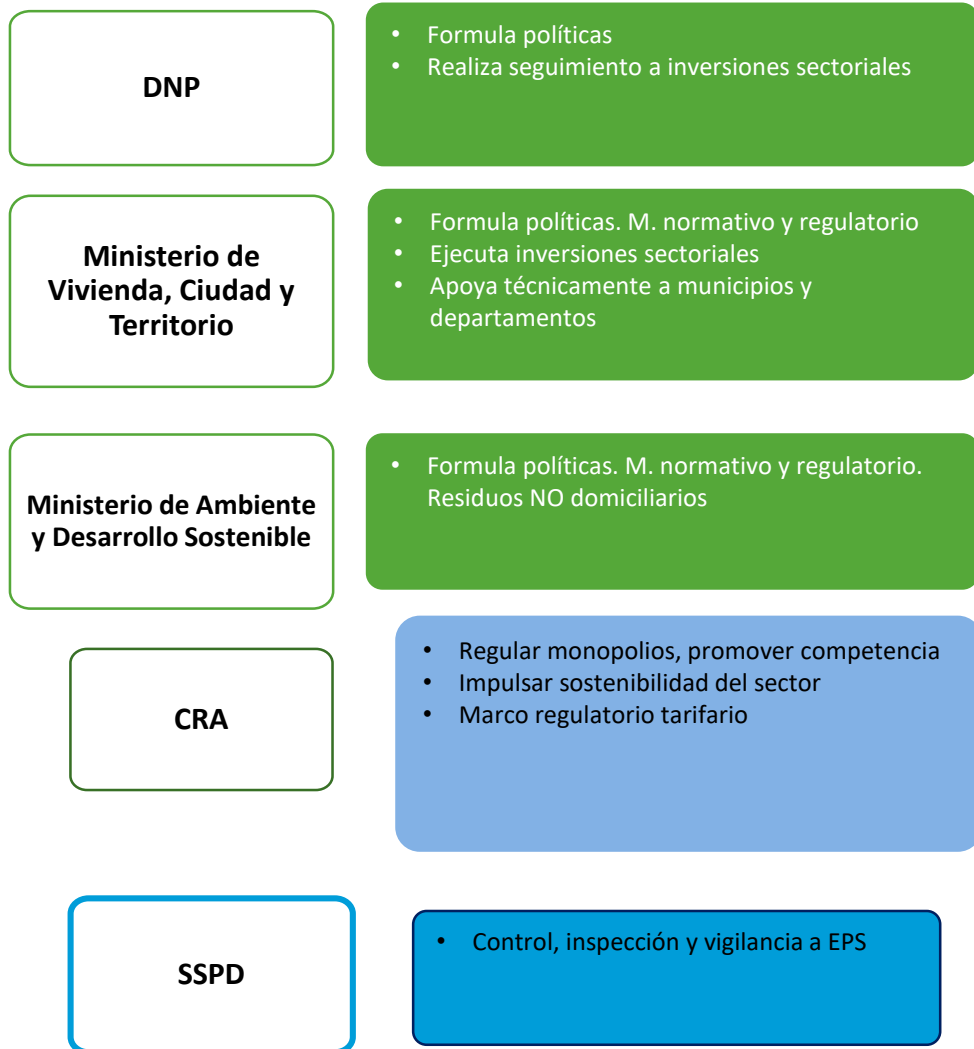 DNP
• Formula políticas
• Realiza seguimiento a inversiones sectoriales
Ministerio de
Vivienda, Ciudad y
Territorio
• Formula políticas. M. normativo y regulatorio
• Ejecuta inversiones sectoriales
• Apoya técnicamente a municipios y
departamentos
Ministerio de Ambiente
y Desarrollo Sostenible
• Formula políticas. M. normativo y regulatorio.
Residuos NO domiciliarios
CRA
• Regular monopolios, promover competencia
• Impulsar sostenibilidad del sector
• Marco regulatorio tarifario
SSPD
• Control, inspección y vigilancia a EPS